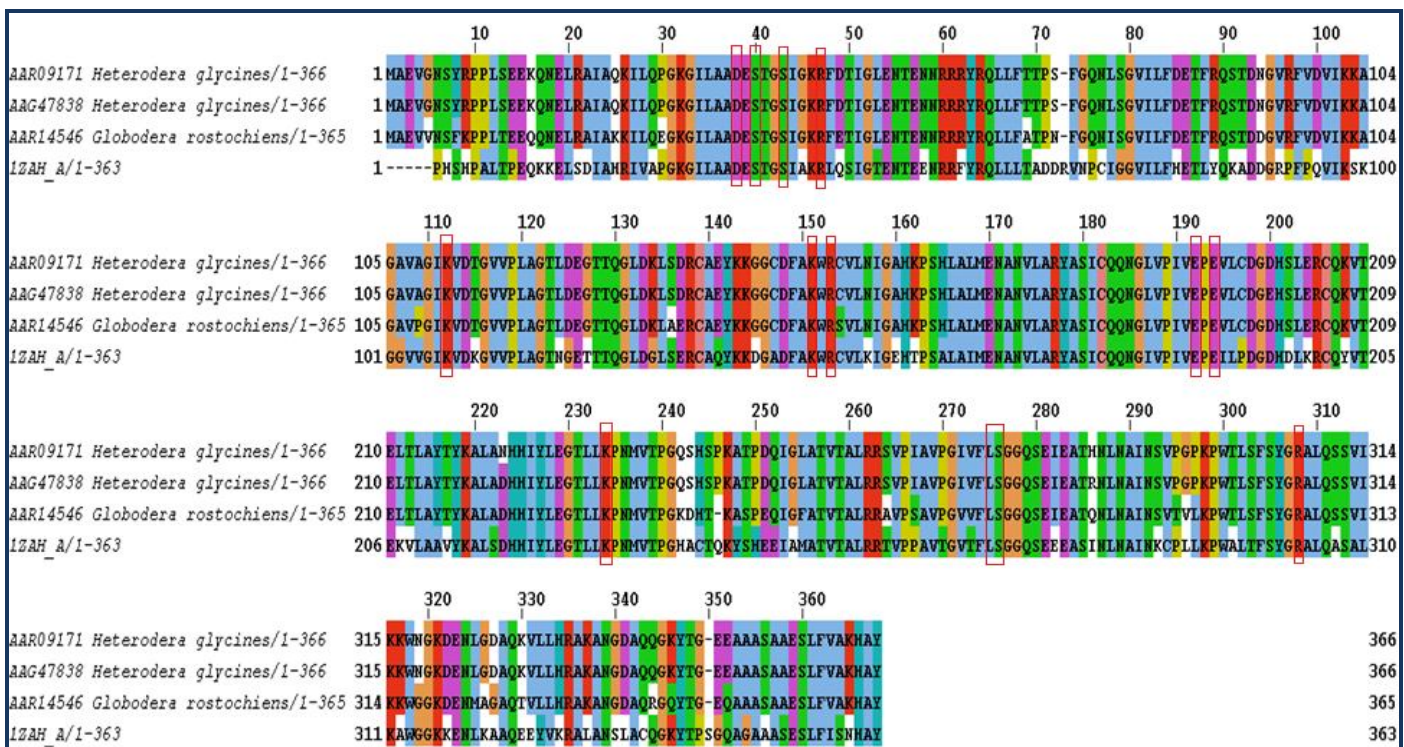 10 20 30 40 50 60 70 80 90 100
AAR09171 Heterodera glycines/1-366 1 MAEVGNSYRPPLSEEKQNELRAIAQKILQPGKGILAADESTGSIGKRFDTIGLENTENNRRRYRQLLFTTPS-FGQNLSGVILFDETFRQSTDNGVRFVDVIKKA 104
AAG47838 Heterodera glycines/1-366 1 MAEVGNSYRPPLSEEKQNELRAIAQKILQPGKGILAADESTGSIGKRFDTIGLENTENNRRRYRQLLFTTPS-FGQNLSGVILFDETFRQSTDNGVRFVDVIKKA 104
AAR14546 Globodera rostochiens/1-365 1 MAEVVNSFKPPLTEEQQNELRAIAKKILQEGKGILAADESTGSIGKRFETIGLENTENNRRRYRQLLFATPN-FGQNISGVILFDETFRQSTDDGVRFVDVIKKA 104
1ZAH_A/1-363 1 -----PHSHPALTPEQKKELSDIAHRIVAPGKGILAADESTGSIAKRLQSIGTENTEENRRFYRQLLLTADDRVNPCIGGVILFHETLYQKADDGRPFPQVIKSK 100
110 120 130 140 150 160 170 180 190 200
AAR09171 Heterodera glycines/1-366 105 GAVAGIKVDTGVVPLAGTLDEGTTQGLDKLSDRCAEYKKGGCDFAKWRCVLNIGAHKPSHLALMENANVLARYASICQQNGLVPIVEPEVLCDGDHSLERCQKVT 209
AAG47838 Heterodera glycines/1-366 105 GAVAGIKVDTGVVPLAGTLDEGTTQGLDKLSDRCAEYKKGGCDFAKWRCVLNIGAHKPSHLALMENANVLARYASICQQNGLVPIVEPEVLCDGEHSLERCQKVT 209
AAR14546 Globodera rostochiens/1-365 105 GAVPGIKVDTGVVPLAGTLDEGTTQGLDKLAERCAEYKKGGCDFAKWRSVLNIGAHKPSHLALMENANVLARYASICQQNGLVPIVEPEVLCDGDHSLERCQKVT 209
1ZAH_A/1-363 101 GGVVGIKVDKGVVPLAGTNGETTTQGLDGLSERCAQYKKDGADFAKWRCVLKIGEHTPSALAIMENANVLARYASICQQNGIVPIVEPEILPDGDHDLKRCQYVT 205
220 230 240 250 260 270 280 290 300 310
AAR09171 Heterodera glycines/1-366 210 ELTLAYTYKALANHHIYLEGTLLKPNMVTPGQSHSPKATPDQIGLATVTALRRSVPIAVPGIVFLSGGQSEIEATHNLNAINSVPGPKPWTLSFSYGRALQSSVI 314
AAG47838 Heterodera glycines/1-366 210 ELTLAYTYKALADHHIYLEGTLLKPNMVTPGQSHSPKATPDQIGLATVTALRRSVPIAVPGIVFLSGGQSEIEATRNLNAINSVPGPKPWTLSFSYGRALQSSVI 314
AAR14546 Globodera rostochiens/1-365 210 ELTLAYTYKALADHHIYLEGTLLKPNMVTPGKDHT-KASPEQIGFATVTALRRAVPSAVPGVVFLSGGQSEIEATQNLNAINSVTVLKPWTLSFSYGRALQSSVI 313
1ZAH_A/1-363 206 EKVLAAVYKALSDHHIYLEGTLLKPNMVTPGHACTQKYSHEEIAMATVTALRRTVPPAVTGVTFLSGGQSEEEASINLNAINKCPLLKPWALTFSYGRALQASAL 310
320 330 340 350 360
AAR09171 Heterodera glycines/1-366 315 KKWNGKDENLGDAQKVLLHRAKANGDAQQGKYTG-EEAAASAAESLFVAKHAY 366
AAG47838 Heterodera glycines/1-366 315 KKWNGKDENLGDAQKVLLHRAKANGDAQQGKYTG-EEAAASAAESLFVAKHAY 366
AAR14546 Globodera rostochiens/1-365 314 KKWGGKDENMAGAQTVLLHRAKANGDAQRGQYTG-EQAAASAAESLFVAKHAY 365
1ZAH_A/1-363 311 KAWGGKKENLKAAQEEYVKRALANSLACQGKYTPSGQAGAAASESLFISNHAY 363